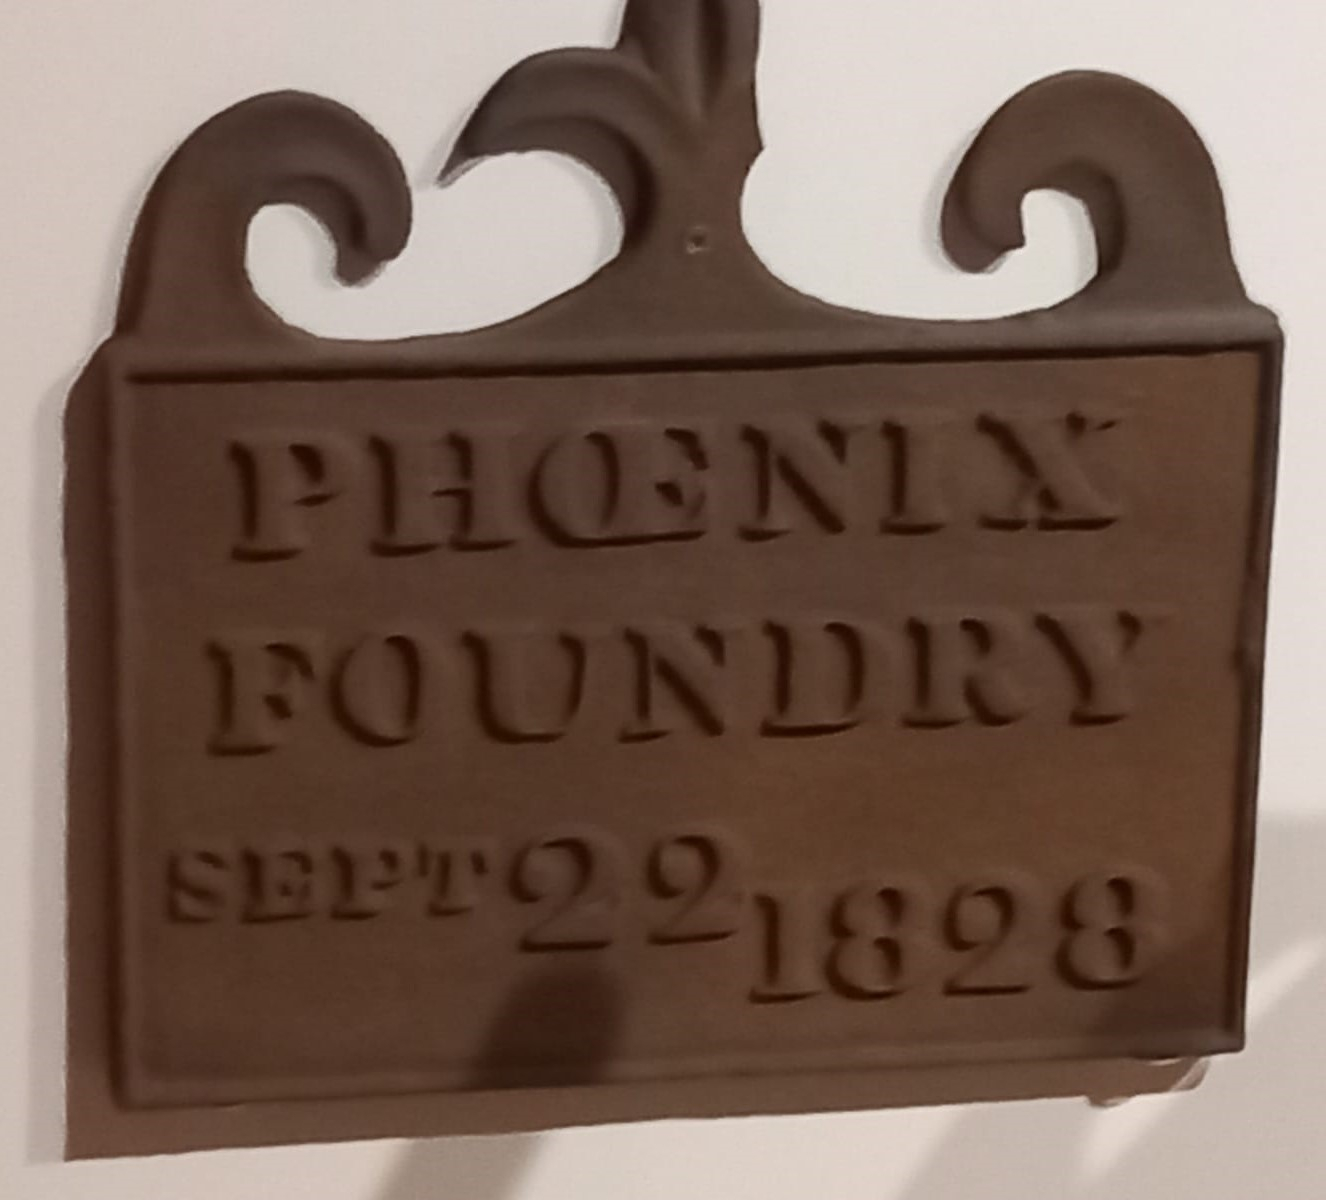 PHŒNIX
FOUNDRY
SEPT 22 1828